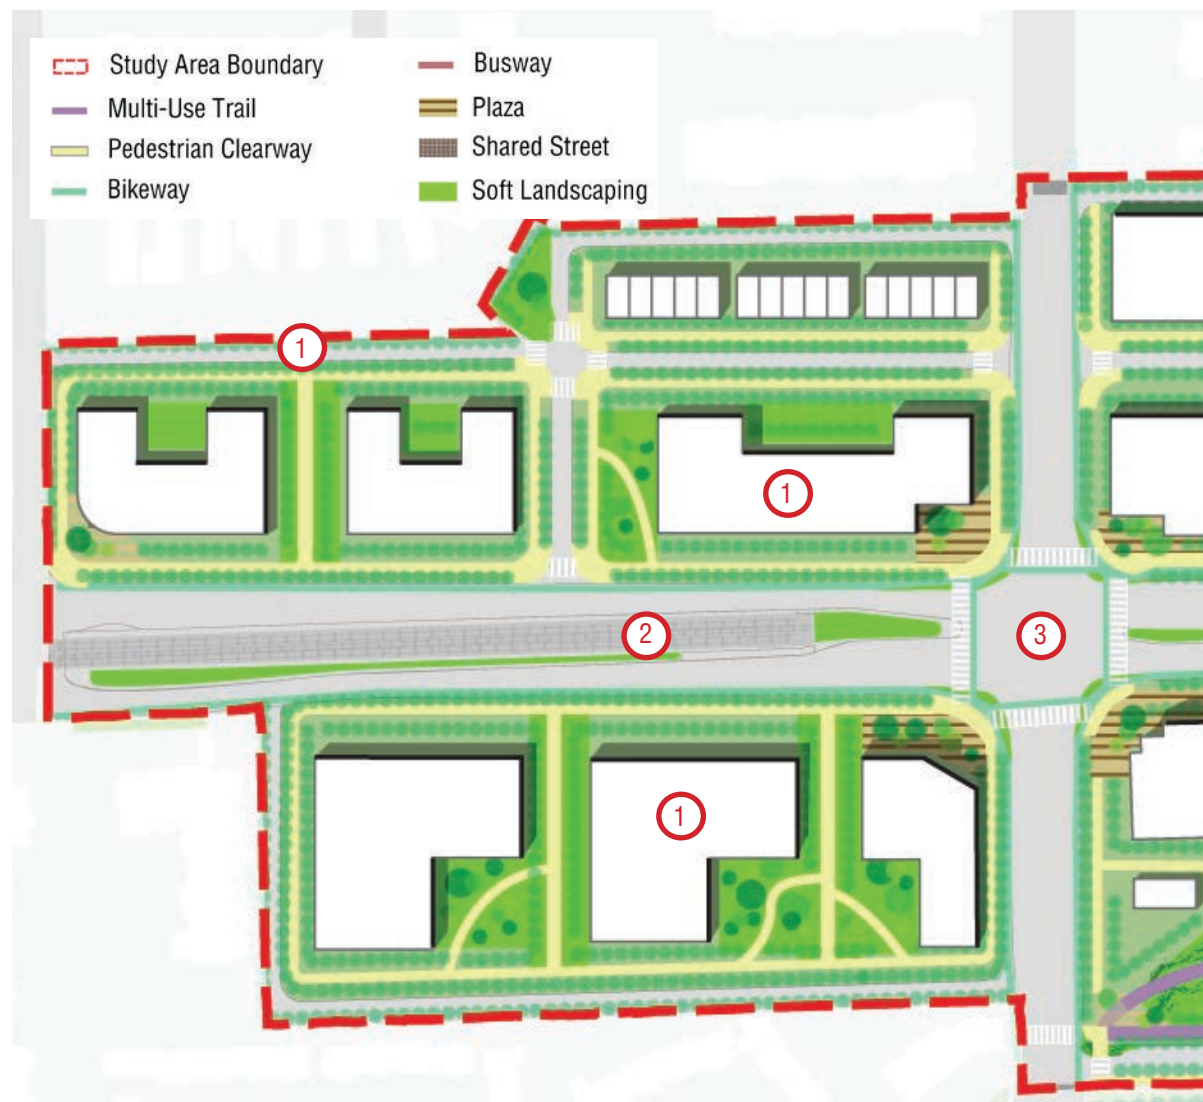 Study Area Boundary
Multi-Use Trail
Pedestrian Clearway
Bikeway
Busway
Plaza
Shared Street
Soft Landscaping
1
1
2
3
1